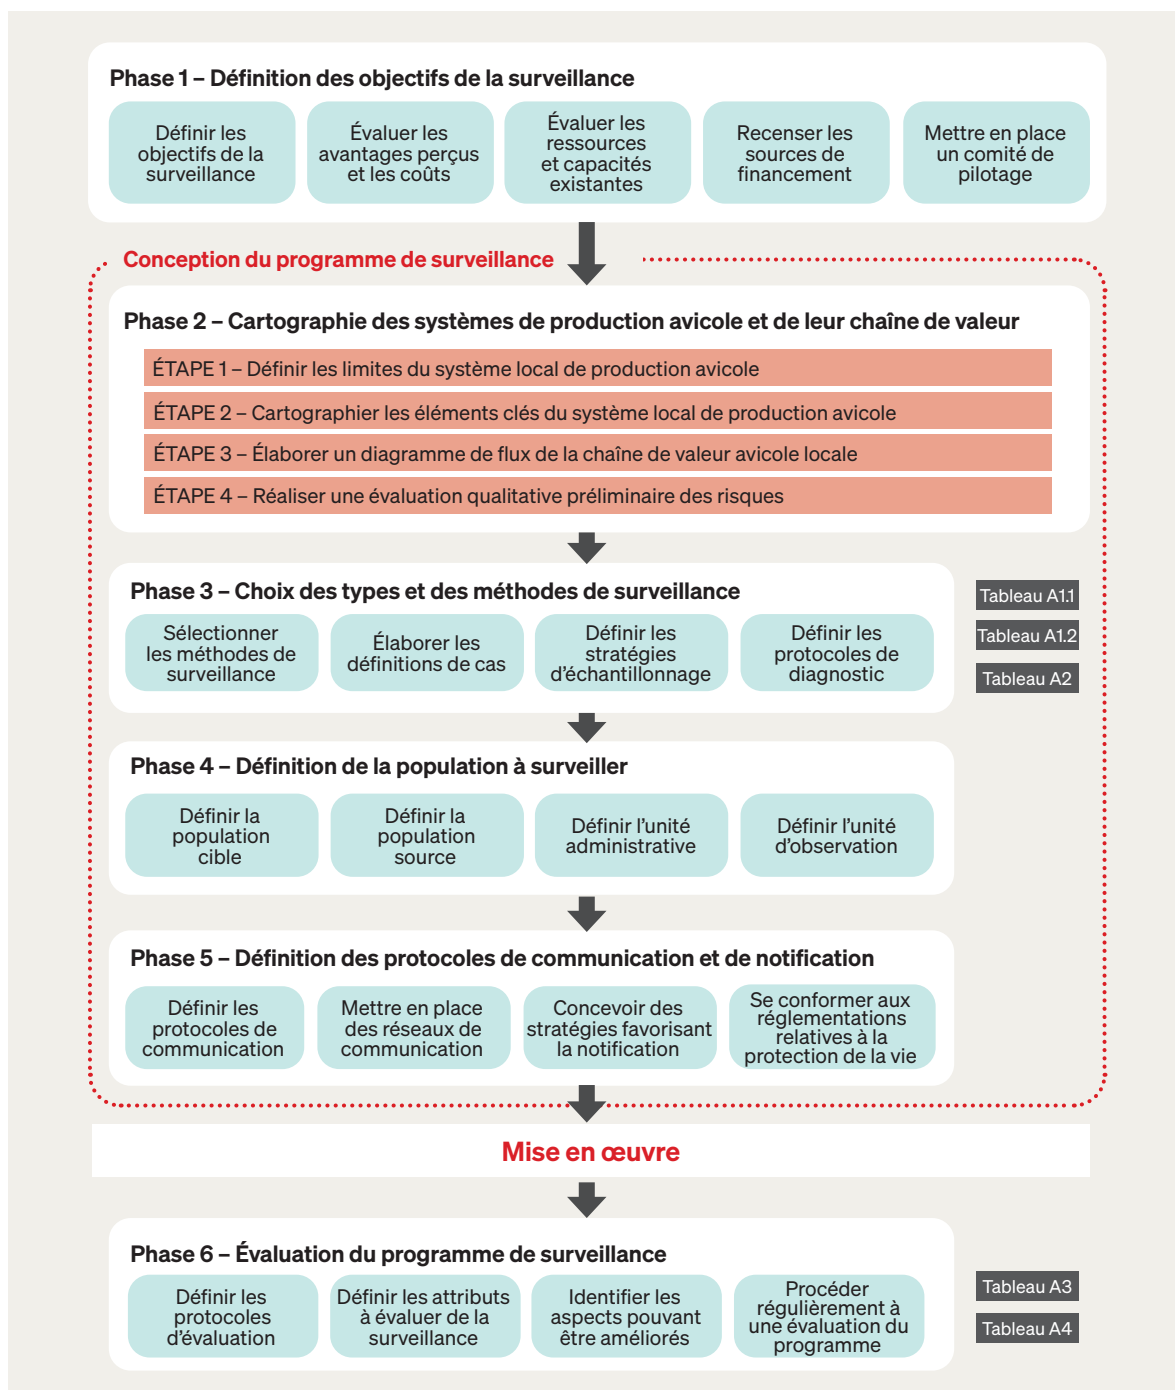 Phase 1 – Définition des objectifs de la surveillance
Définir les
objectifs de la
surveillance
Évaluer les
avantages perçus
et les coûts
Évaluer les
ressources
et capacités
existantes
Recenser les
sources de
financement
Mettre en place
un comité de
pilotage
Conception du programme de surveillance
Phase 2 – Cartographie des systèmes de production avicole et de leur chaîne de valeur
ÉTAPE 1 – Définir les limites du système local de production avicole
ÉTAPE 2 – Cartographier les éléments clés du système local de production avicole
ÉTAPE 3 – Élaborer un diagramme de flux de la chaîne de valeur avicole locale
ÉTAPE 4 – Réaliser une évaluation qualitative préliminaire des risques
Phase 3 – Choix des types et des méthodes de surveillance
Sélectionner
les méthodes de
surveillance
Élaborer les
définitions de cas
Définir les
stratégies
d’échantillonnage
Définir les
protocoles de
diagnostic
Tableau A1.1
Tableau A1.2
Tableau A2
Phase 4 – Définition de la population à surveiller
Définir la
population
cible
Définir la
population
source
Définir l’unité
administrative
Définir l’unité
d’observation
Phase 5 – Définition des protocoles de communication et de notification
Définir les
protocoles de
communication
Mettre en place
des réseaux de
communication
Concevoir des
stratégies favorisant
la notification
Se conformer aux
réglementations
relatives à la
protection de la vie
Mise en œuvre
Phase 6 – Évaluation du programme de surveillance
Définir les
protocoles
d’évaluation
Définir les attributs
à évaluer de la
surveillance
Identifier les
aspects pouvant
être améliorés
Procéder
régulièrement à
une évaluation du
programme
Tableau A3
Tableau A4